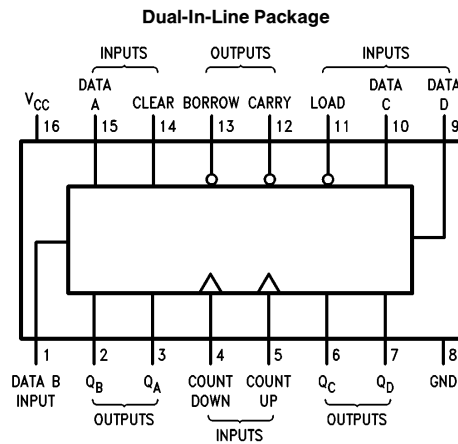 Dual-In-Line Package
INPUTS
OUTPUTS
INPUTS
VCC
DATA
A
CLEAR
BORROW
CARRY
LOAD
DATA
C
DATA
D
16
15
14
13
12
11
10
9
1
2
3
4
5
6
7
8
DATA B
INPUT
QB
QA
COUNT
DOWN
COUNT
UP
QC
QD
GND
OUTPUTS
INPUTS
OUTPUTS